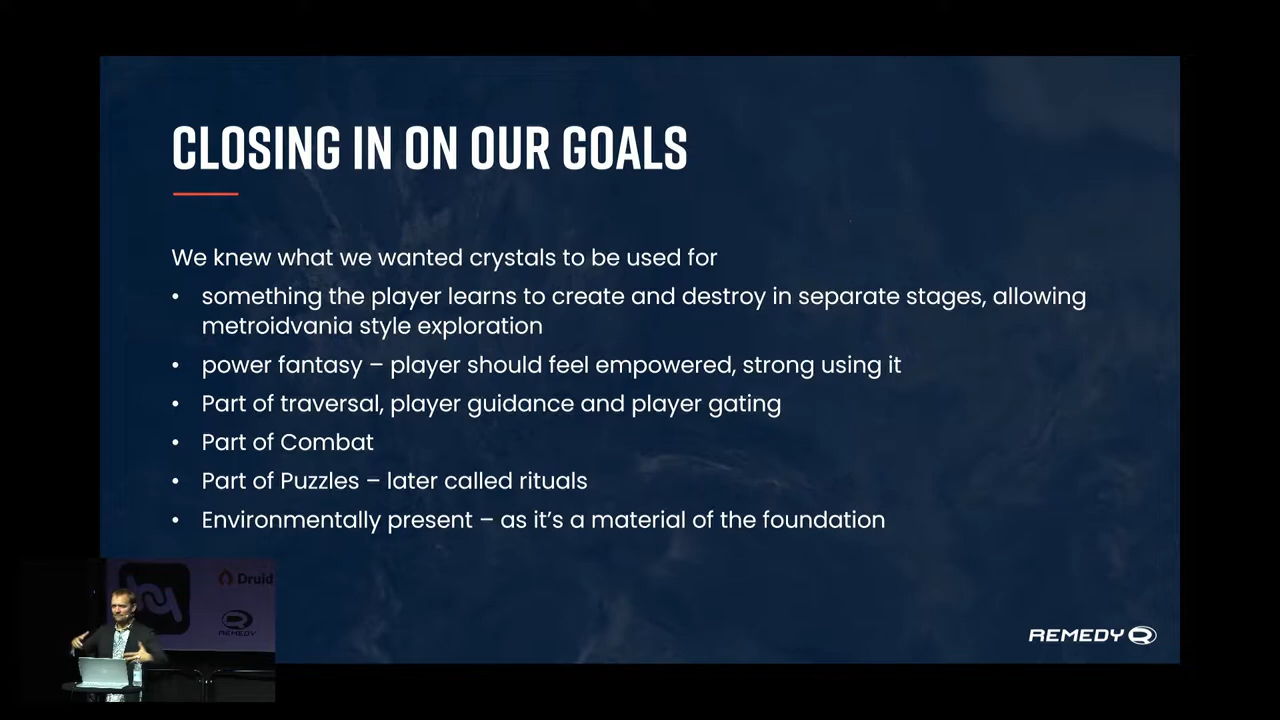 CLOSING IN ON OUR GOALS
We knew what we wanted crystals to be used for
• something the player learns to create and destroy in separate stages, allowing
metroidvania style exploration
• power fantasy – player should feel empowered, strong using it
• Part of traversal, player guidance and player gating
• Part of Combat
• Part of Puzzles – later called rituals
• Environmentally present – as it's a material of the foundation
Druid
REMEDY
REMEDY